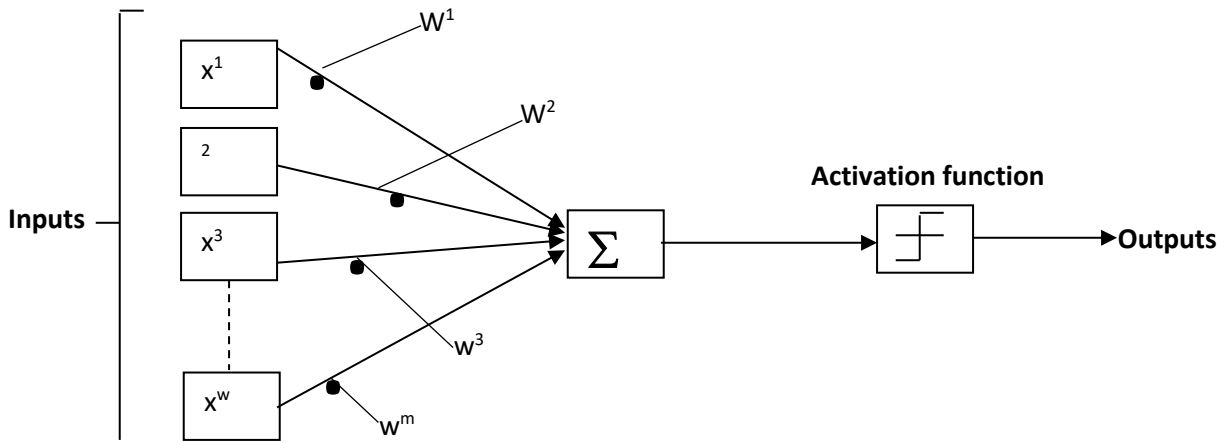 W¹
x¹
W²
²
Activation function
Inputs
x³
Σ
Outputs
w³
xʷ
wᵐ